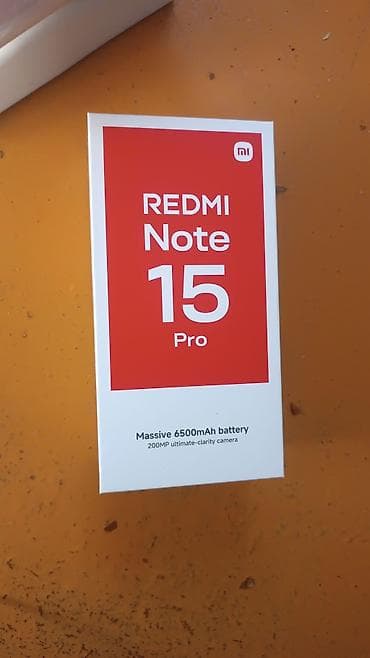 mi
REDMI
Note
15
Pro
Massive 6500mAh battery
200MP ultimate-clarity camera